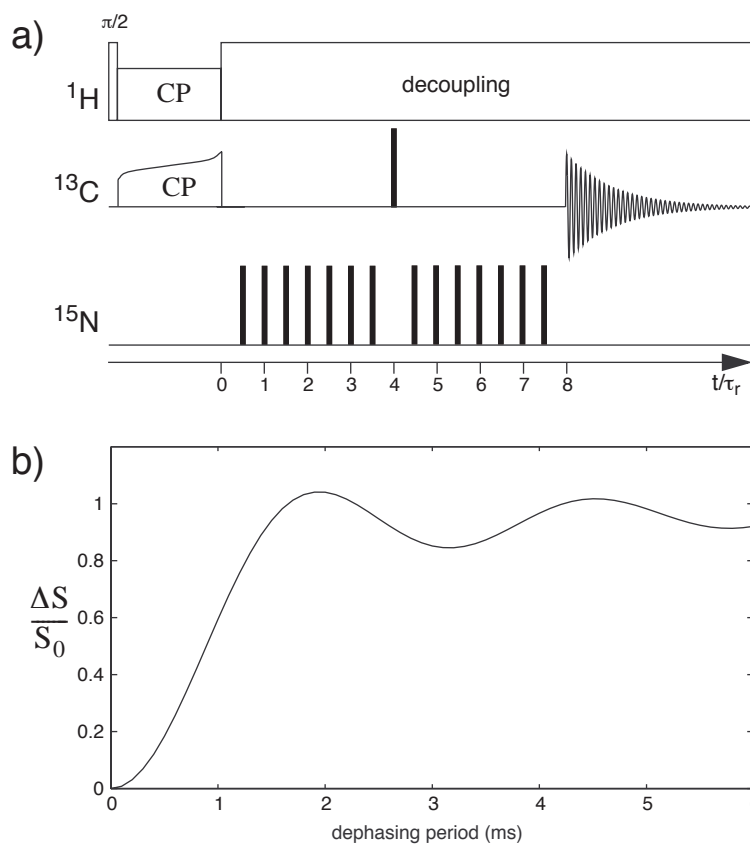 a)
π/2
¹H
CP
decoupling
¹³C
CP
¹⁵N
0 1 2 3 4 5 6 7 8
t/τᵣ
b)
1
0.8
0.6
0.4
0.2
0
ΔS
S₀
0 1 2 3 4 5
dephasing period (ms)